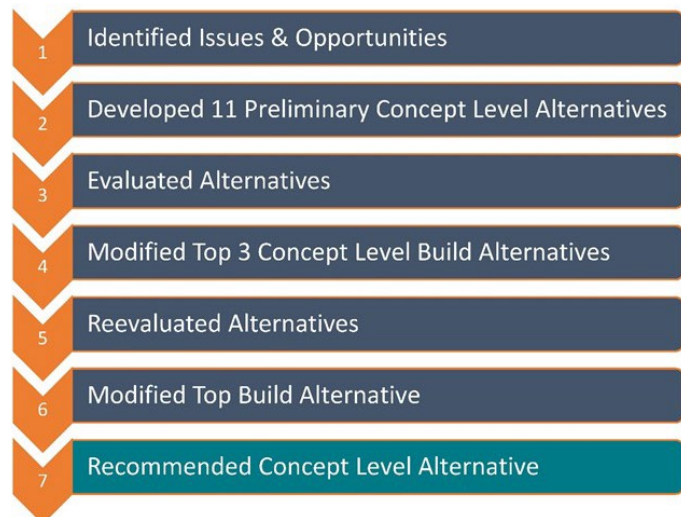 1 Identified Issues & Opportunities
2 Developed 11 Preliminary Concept Level Alternatives
3 Evaluated Alternatives
4 Modified Top 3 Concept Level Build Alternatives
5 Reevaluated Alternatives
6 Modified Top Build Alternative
7 Recommended Concept Level Alternative